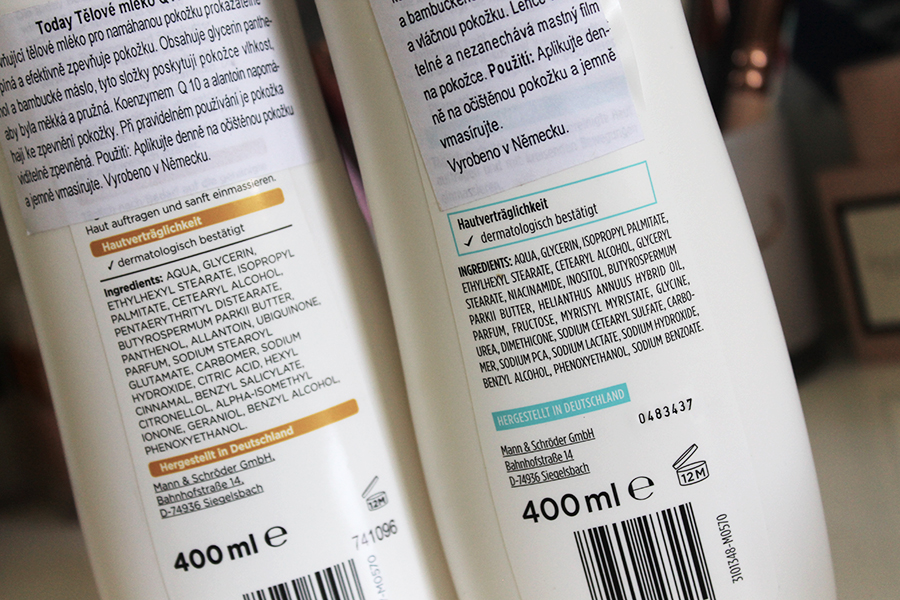 Today Tělové mléko Q
ňující tělové mléko pro namáhanou pokožku prokazatelně
plná a efektivně zpevňuje pokožku. Obsahuje glycerin panthe-
nol a bambucké máslo, tyto složky poskytují pokožce vlhkost,
aby byla měkká a pružná. Koenzym. Q 10 a alantoin napomá-
hají ke zpevnění pokožky. Při pravidelném používání je pokožka
viditelně zpevněná. Použití: Aplikujte denně na očištěnou pokožku
a jemně vmasírujte. Vyrobeno v Německu.
Haut auftragen und sanft einmassieren.
Hautverträglichkeit
✓ dermatologisch bestätigt
Ingredients: AQUA, GLYCERIN,
ETHYLHEXYL STEARATE, ISOPROPYL
PALMITATE, CETEARYL ALCOHOL,
PENTAERYTHRITYL DISTEARATE,
BUTYROSPERMUM PARKII BUTTER,
PANTHENOL, ALLANTOIN, UBIQUINONE,
PARFUM, SODIUM STEAROYL
GLUTAMATE, CARBOMER, SODIUM
HYDROXIDE, CITRIC ACID, HEXYL
CINNAMAL, BENZYL SALICYLATE,
CITRONELLOL, ALPHA-ISOMETHYL
IONONE, GERANIOL, BENZYL ALCOHOL,
PHENOXYETHANOL.
Hergestellt in Deutschland
Mann & Schröder GmbH,
Bahnhofstraße 14,
D-74936 Siegelsbach
12M
400 ml e
741096
-M0570
a bambuckém
a vláčnou pokožku. Lehce
telné a nezanechává mastný film
na pokožce. Použití: Aplikujte den-
ně na očištěnou pokožku a jemně
vmasírujte.
Vyrobeno v Německu.
Hautverträglichkeit
✓ dermatologisch bestätigt
INGREDIENTS: AQUA, GLYCERIN, ISOPROPYL PALMITATE,
ETHYLHEXYL STEARATE, CETEARYL ALCOHOL, GLYCERYL
STEARATE, NIACINAMIDE, INOSITOL, BUTYROSPERMUM
PARKII BUTTER, HELIANTHUS ANNUUS HYBRID OIL,
PARFUM, FRUCTOSE, MYRISTYL MYRISTATE, GLYCINE,
UREA, DIMETHICONE, SODIUM CETEARYL SULFATE, CARBO-
MER, SODIUM PCA, SODIUM LACTATE, SODIUM HYDROXIDE,
BENZYL ALCOHOL, PHENOXYETHANOL, SODIUM BENZOATE.
HERGESTELLT IN DEUTSCHLAND
0483437
Mann & Schröder GmbH
Bahnhofstraße 14
D-74936 Siegelsbach
12M
400 ml e
3101348-M0570